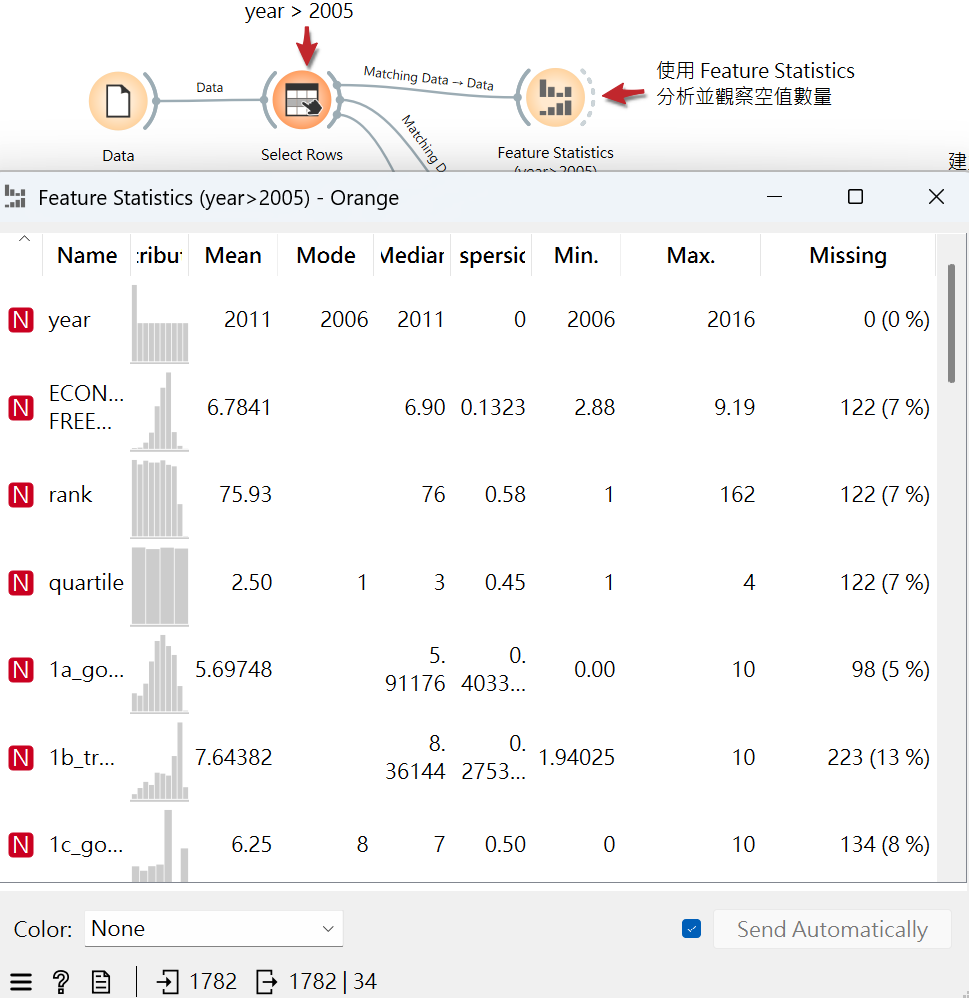 year > 2005
Data
Matching Data → Data
Matching D
使用 Feature Statistics
分析並觀察空值數量
Data
Select Rows
Feature Statistics
(year>2005)
建
Feature Statistics (year>2005) - Orange
Name :ribu Mean Mode Median spersic Min. Max. Missing
N year 2011 2006 2011 0 2006 2016 0 (0 %)
N ECON... FREE... 6.7841 6.90 0.1323 2.88 9.19 122 (7 %)
N rank 75.93 76 0.58 1 162 122 (7 %)
N quartile 2.50 1 3 0.45 1 4 122 (7 %)
N 1a_go... 5.69748 5.91176 0.4033... 0.00 10 98 (5 %)
N 1b_tr... 7.64382 8.36144 0.2753... 1.94025 10 223 (13 %)
N 1c_go... 6.25 8 7 0.50 0 10 134 (8 %)
Color: None Send Automatically
1782 1782 | 34